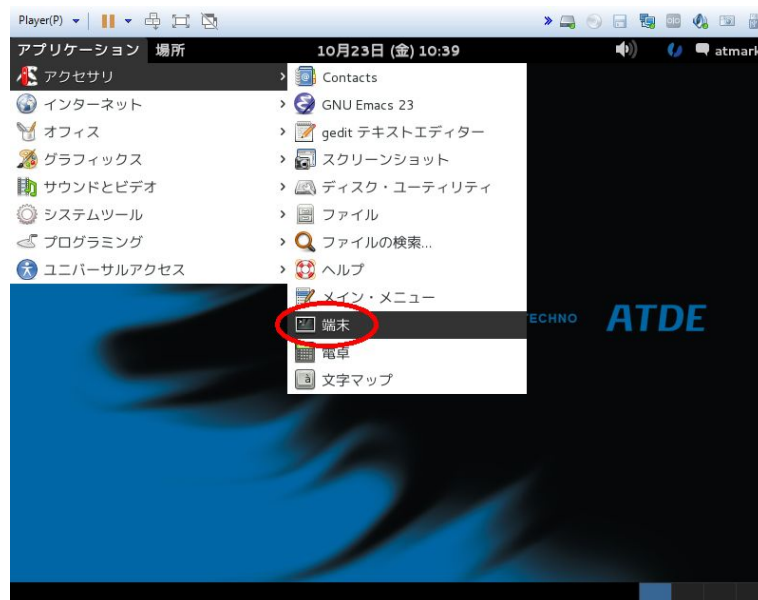 Player(P)
アプリケーション 場所 10月23日 (金) 10:39 atmark
アクセサリ
インターネット
オフィス
グラフィックス
サウンドとビデオ
システムツール
プログラミング
ユニバーサルアクセス
Contacts
GNU Emacs 23
gedit テキストエディター
スクリーンショット
ディスク・ユーティリティ
ファイル
ファイルの検索...
ヘルプ
メイン・メニュー
端末
電卓
文字マップ
ECHNO ATDE